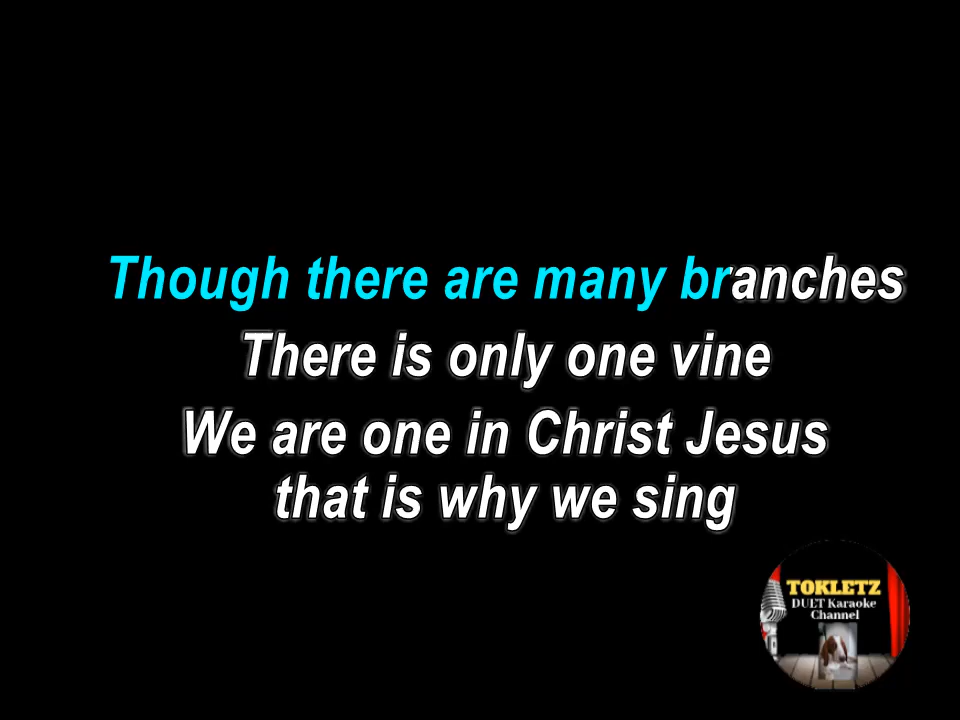 Though there are many branches
There is only one vine
We are one in Christ Jesus
that is why we sing
TOKLETZ
DULT Karaoke
Channel